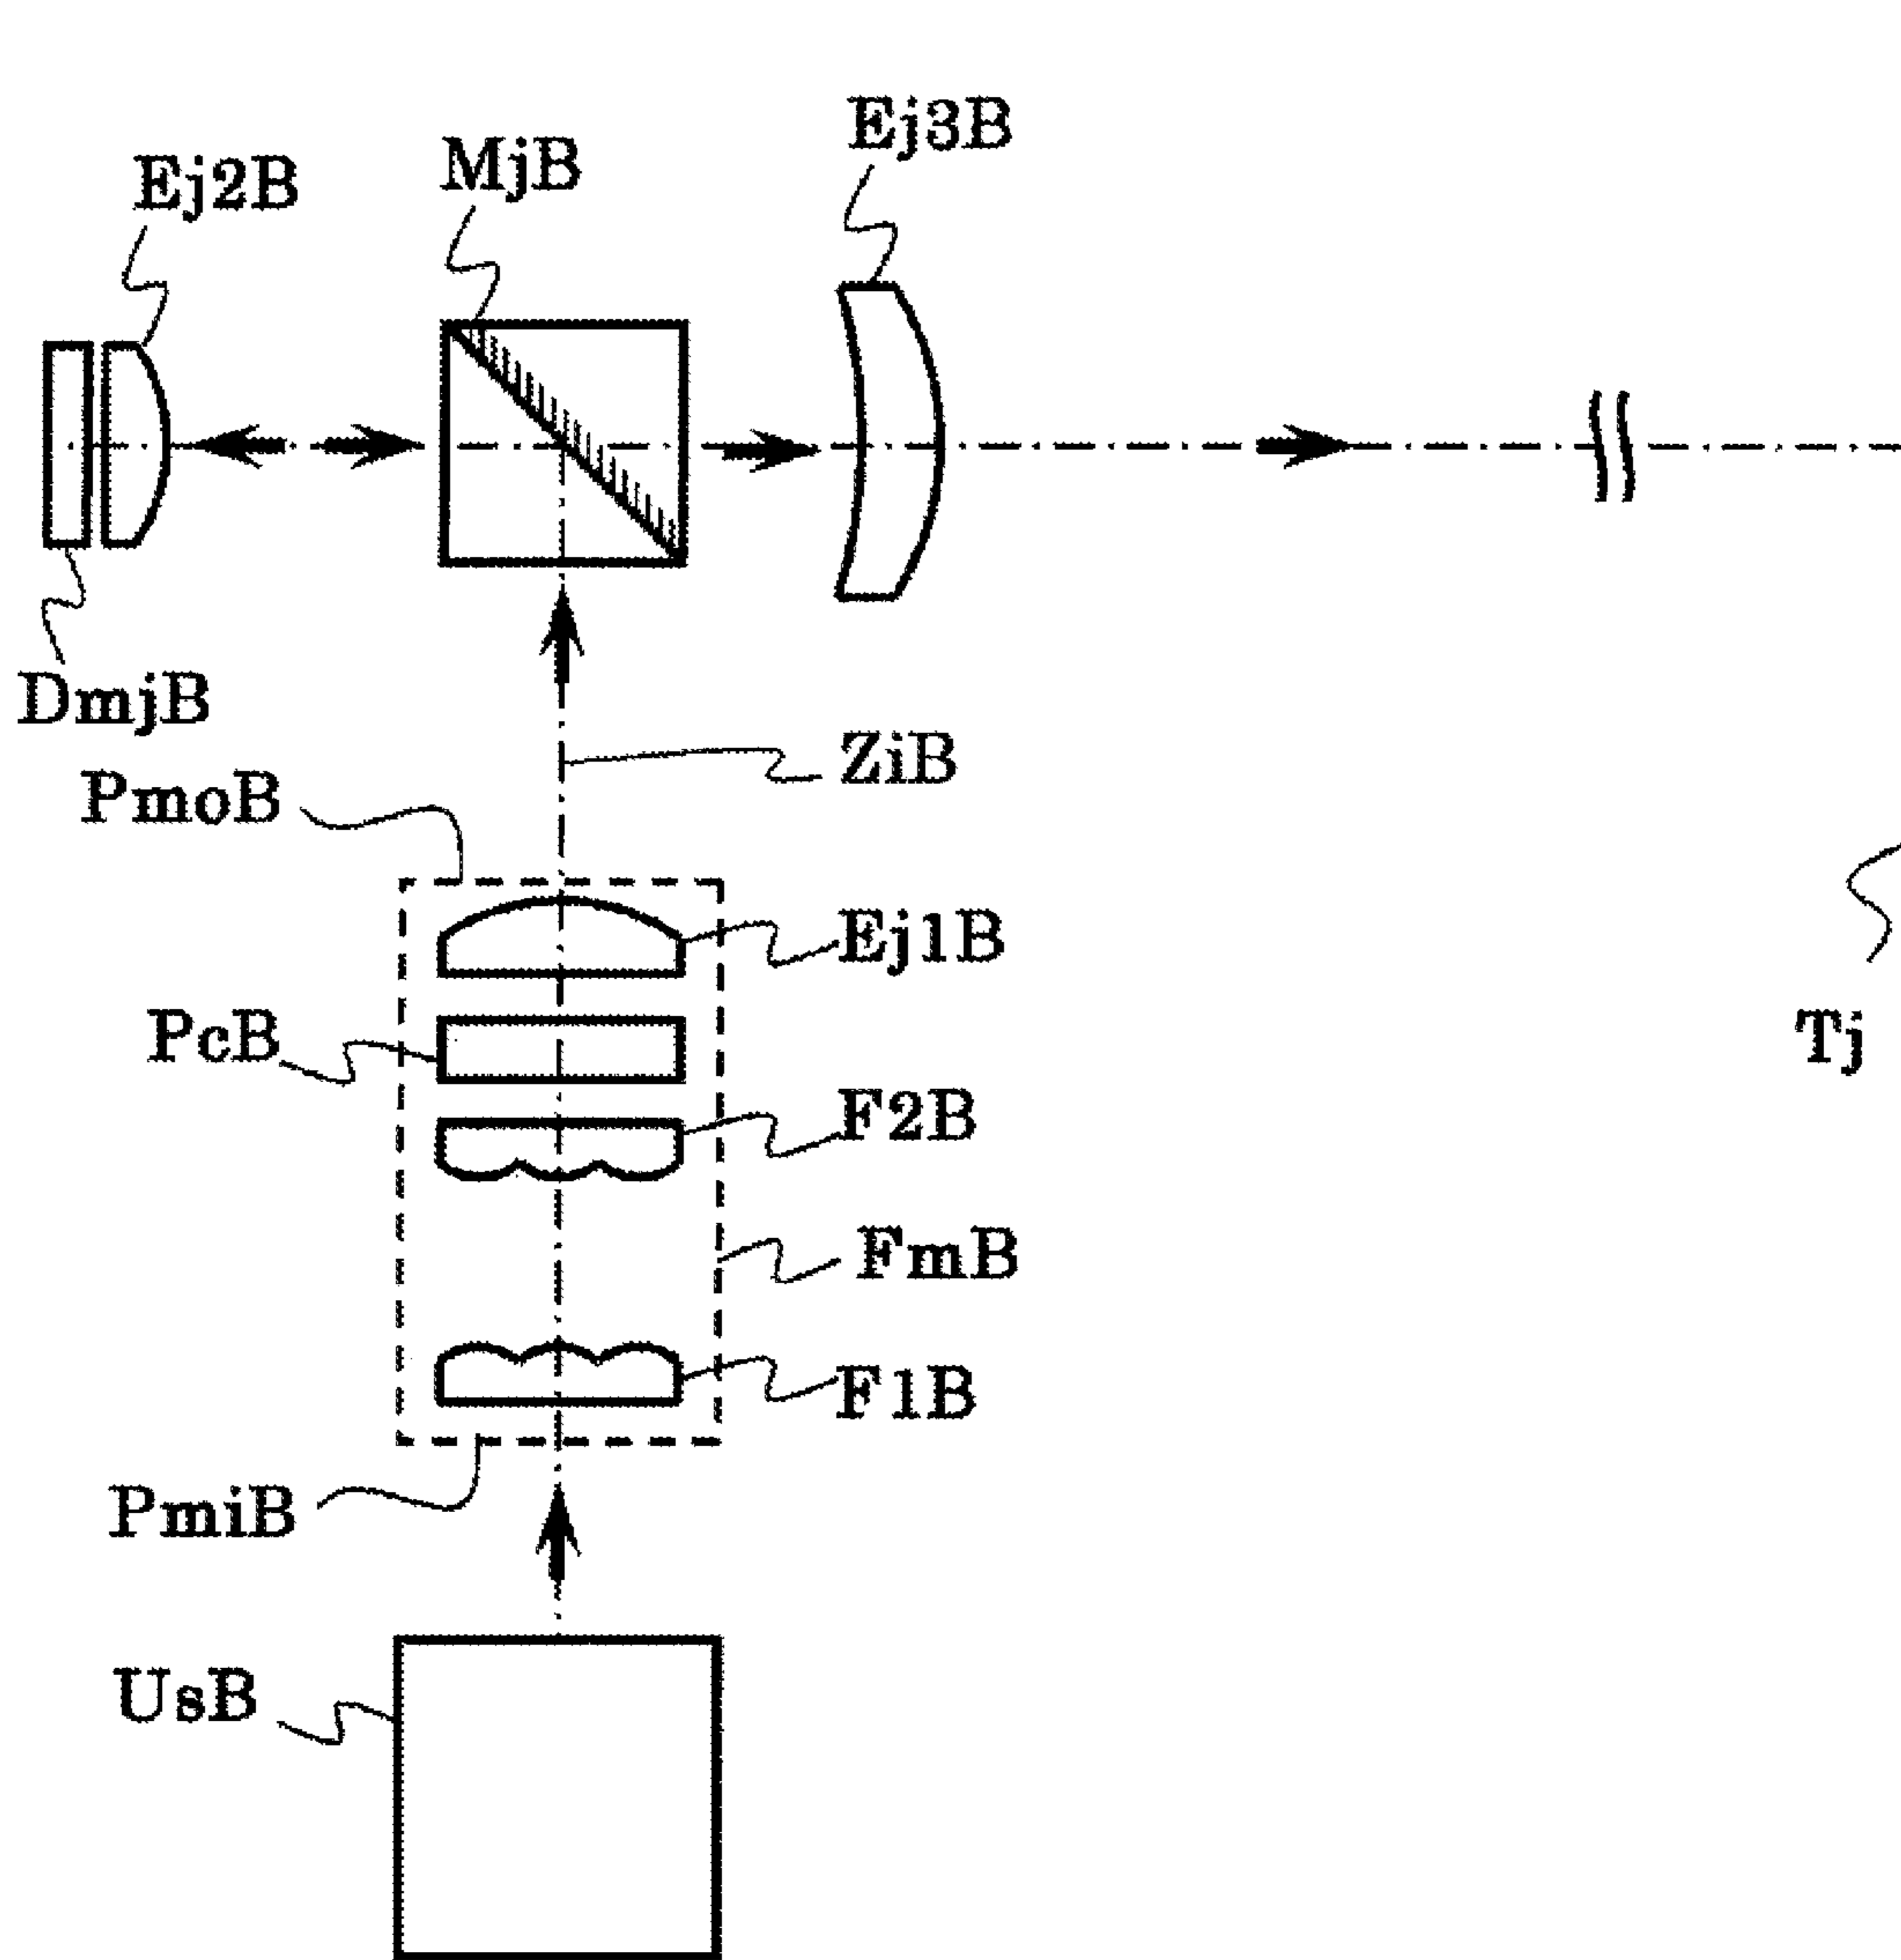 Ej3B
MjB
Ej2B
DmjB
ZiB
PmoB
Ej1B
PcB
Tj
F2B
FmB
F1B
PmiB
UsB